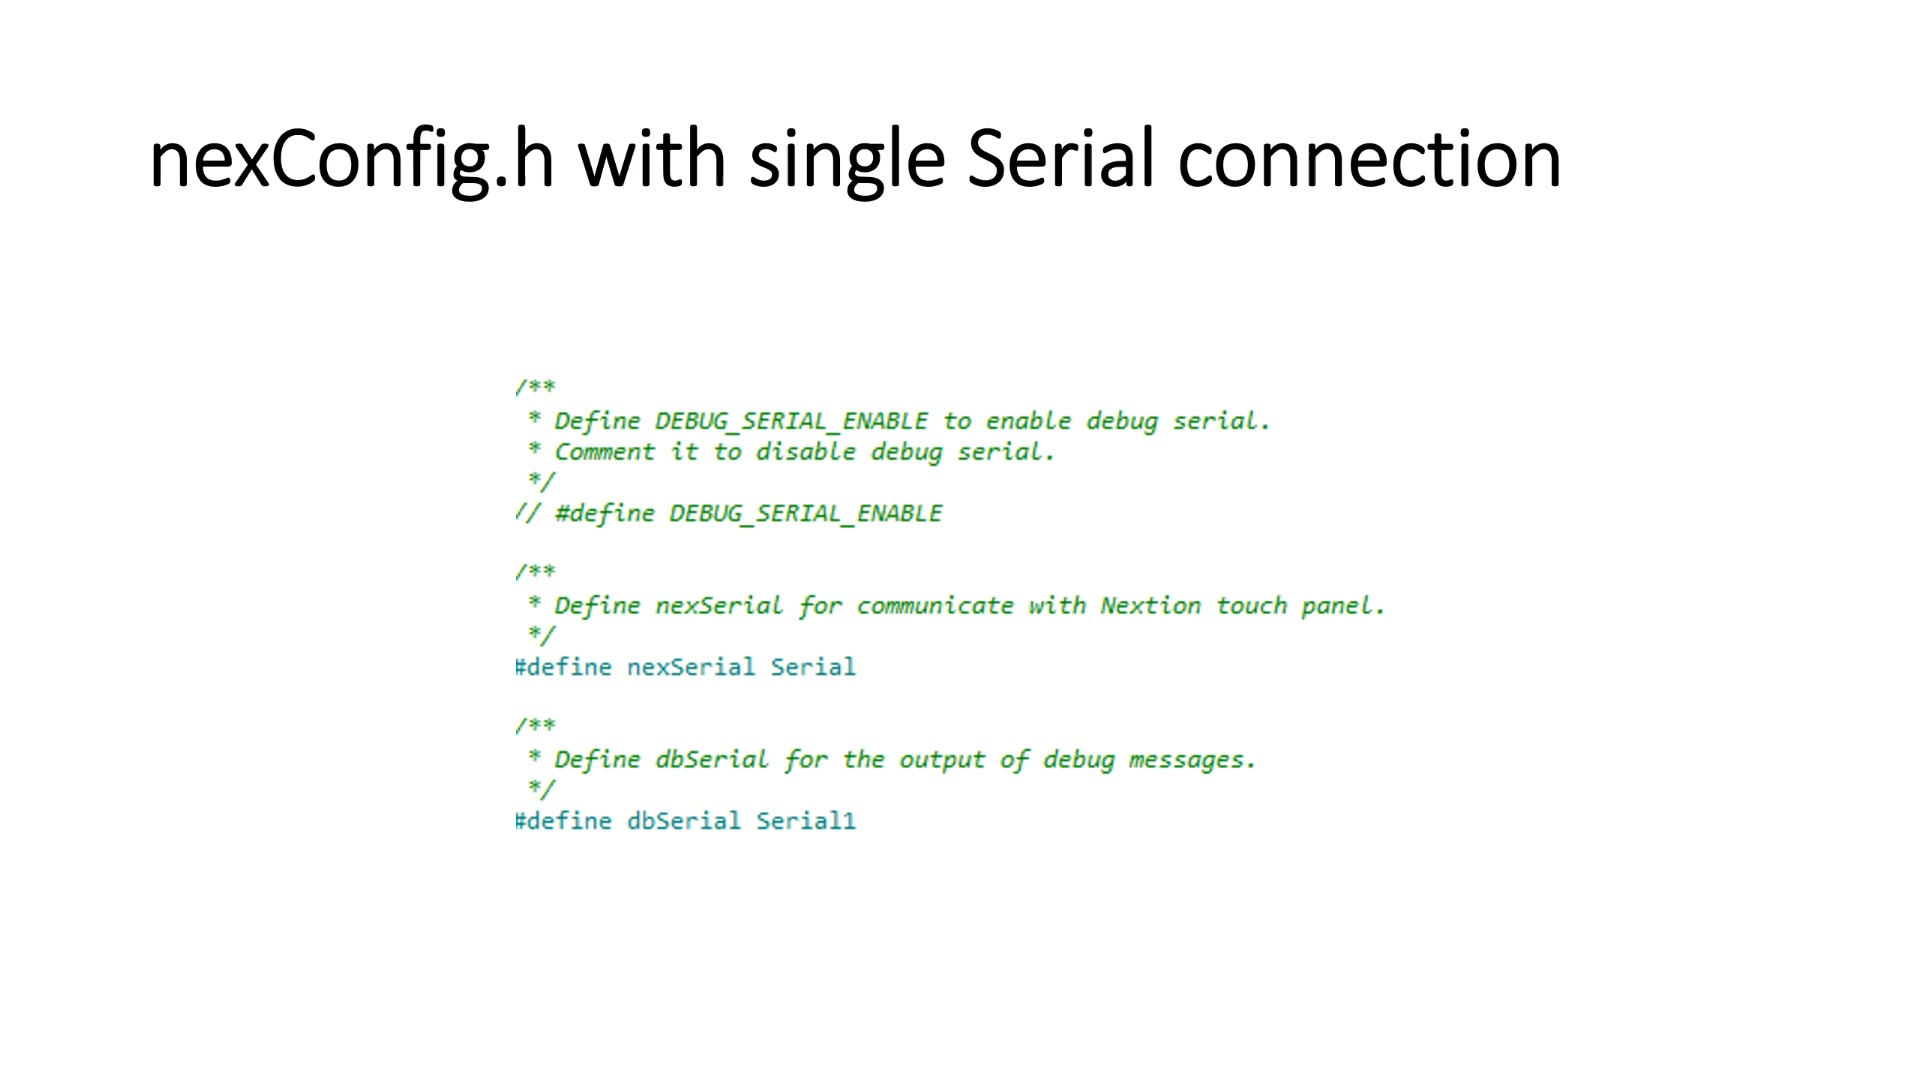 nexConfig.h with single Serial connection
/**
 * Define DEBUG_SERIAL_ENABLE to enable debug serial.
 * Comment it to disable debug serial.
 */
// #define DEBUG_SERIAL_ENABLE
/**
 * Define nexSerial for communicate with Nextion touch panel.
 */
#define nexSerial Serial
/**
 * Define dbSerial for the output of debug messages.
 */
#define dbSerial Serial1